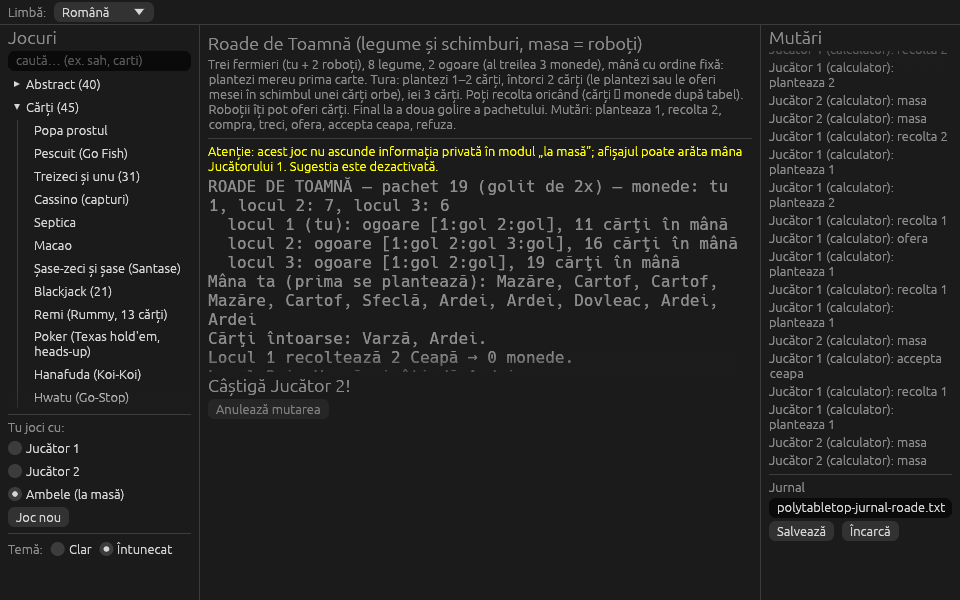 Limbă: Română
Jocuri
caută... (ex. sah, carti)
Abstract (40)
Cărți (45)
Popa prostul
Pescuit (Go Fish)
Treizeci și unu (31)
Cassino (capturi)
Septica
Macao
Șase-zeci și șase (Santase)
Blackjack (21)
Remi (Rummy, 13 cărți)
Poker (Texas hold'em,
heads-up)
Hanafuda (Koi-Koi)
Hwatu (Go-Stop)
Tu joci cu:
Jucător 1
Jucător 2
Ambele (la masă)
Joc nou
Temă: Clar Întunecat
Roade de Toamnă (legume și schimburi, masa = roboți)
Trei fermieri (tu + 2 roboți), 8 legume, 2 ogoare (al treilea 3 monede), mână cu ordine fixă:
plantezi mereu prima carte. Tura: plantezi 1–2 cărți, întorci 2 cărți (le plantezi sau le oferi
mesei în schimbul unei cărți orbe), iei 3 cărți. Poți recolta oricând (cărți □ monede după tabel).
Roboții îți pot oferi cărți. Final la a doua golire a pachetului. Mutări: planteaza 1, recolta 2,
compra, treci, ofera, accepta ceapa, refuza.
Atenție: acest joc nu ascunde informația privată în modul „la masă”; afișajul poate arăta mâna
Jucătorului 1. Sugestia este dezactivată.
ROADE DE TOAMNĂ — pachet 19 (golit de 2x) — monede: tu
1, locul 2: 7, locul 3: 6
locul 1 (tu): ogoare [1:gol 2:gol], 11 cărți în mână
locul 2: ogoare [1:gol 2:gol 3:gol], 16 cărți în mână
locul 3: ogoare [1:gol 2:gol], 19 cărți în mână
Mâna ta (prima se plantează): Mazăre, Cartof, Cartof,
Mazăre, Cartof, Sfeclă, Ardei, Ardei, Dovleac, Ardei,
Ardei
Cărți întoarse: Varză, Ardei.
Locul 1 recoltează 2 Ceapă → 0 monede.
Câștigă Jucător 2!
Anulează mutarea
Mutări
Jucător 1 (calculator): recolta 2
Jucător 1 (calculator):
planteaza 2
Jucător 2 (calculator): masa
Jucător 2 (calculator): masa
Jucător 1 (calculator): recolta 2
Jucător 1 (calculator):
planteaza 1
Jucător 1 (calculator):
planteaza 2
Jucător 1 (calculator): recolta 1
Jucător 1 (calculator): ofera
Jucător 1 (calculator):
planteaza 1
Jucător 1 (calculator): recolta 1
Jucător 1 (calculator):
planteaza 1
Jucător 2 (calculator): masa
Jucător 1 (calculator): accepta
ceapa
Jucător 1 (calculator): recolta 1
Jucător 1 (calculator):
planteaza 1
Jucător 2 (calculator): masa
Jucător 2 (calculator): masa
Jurnal
polytabletop-jurnal-roade.txt
Salvează Încarcă